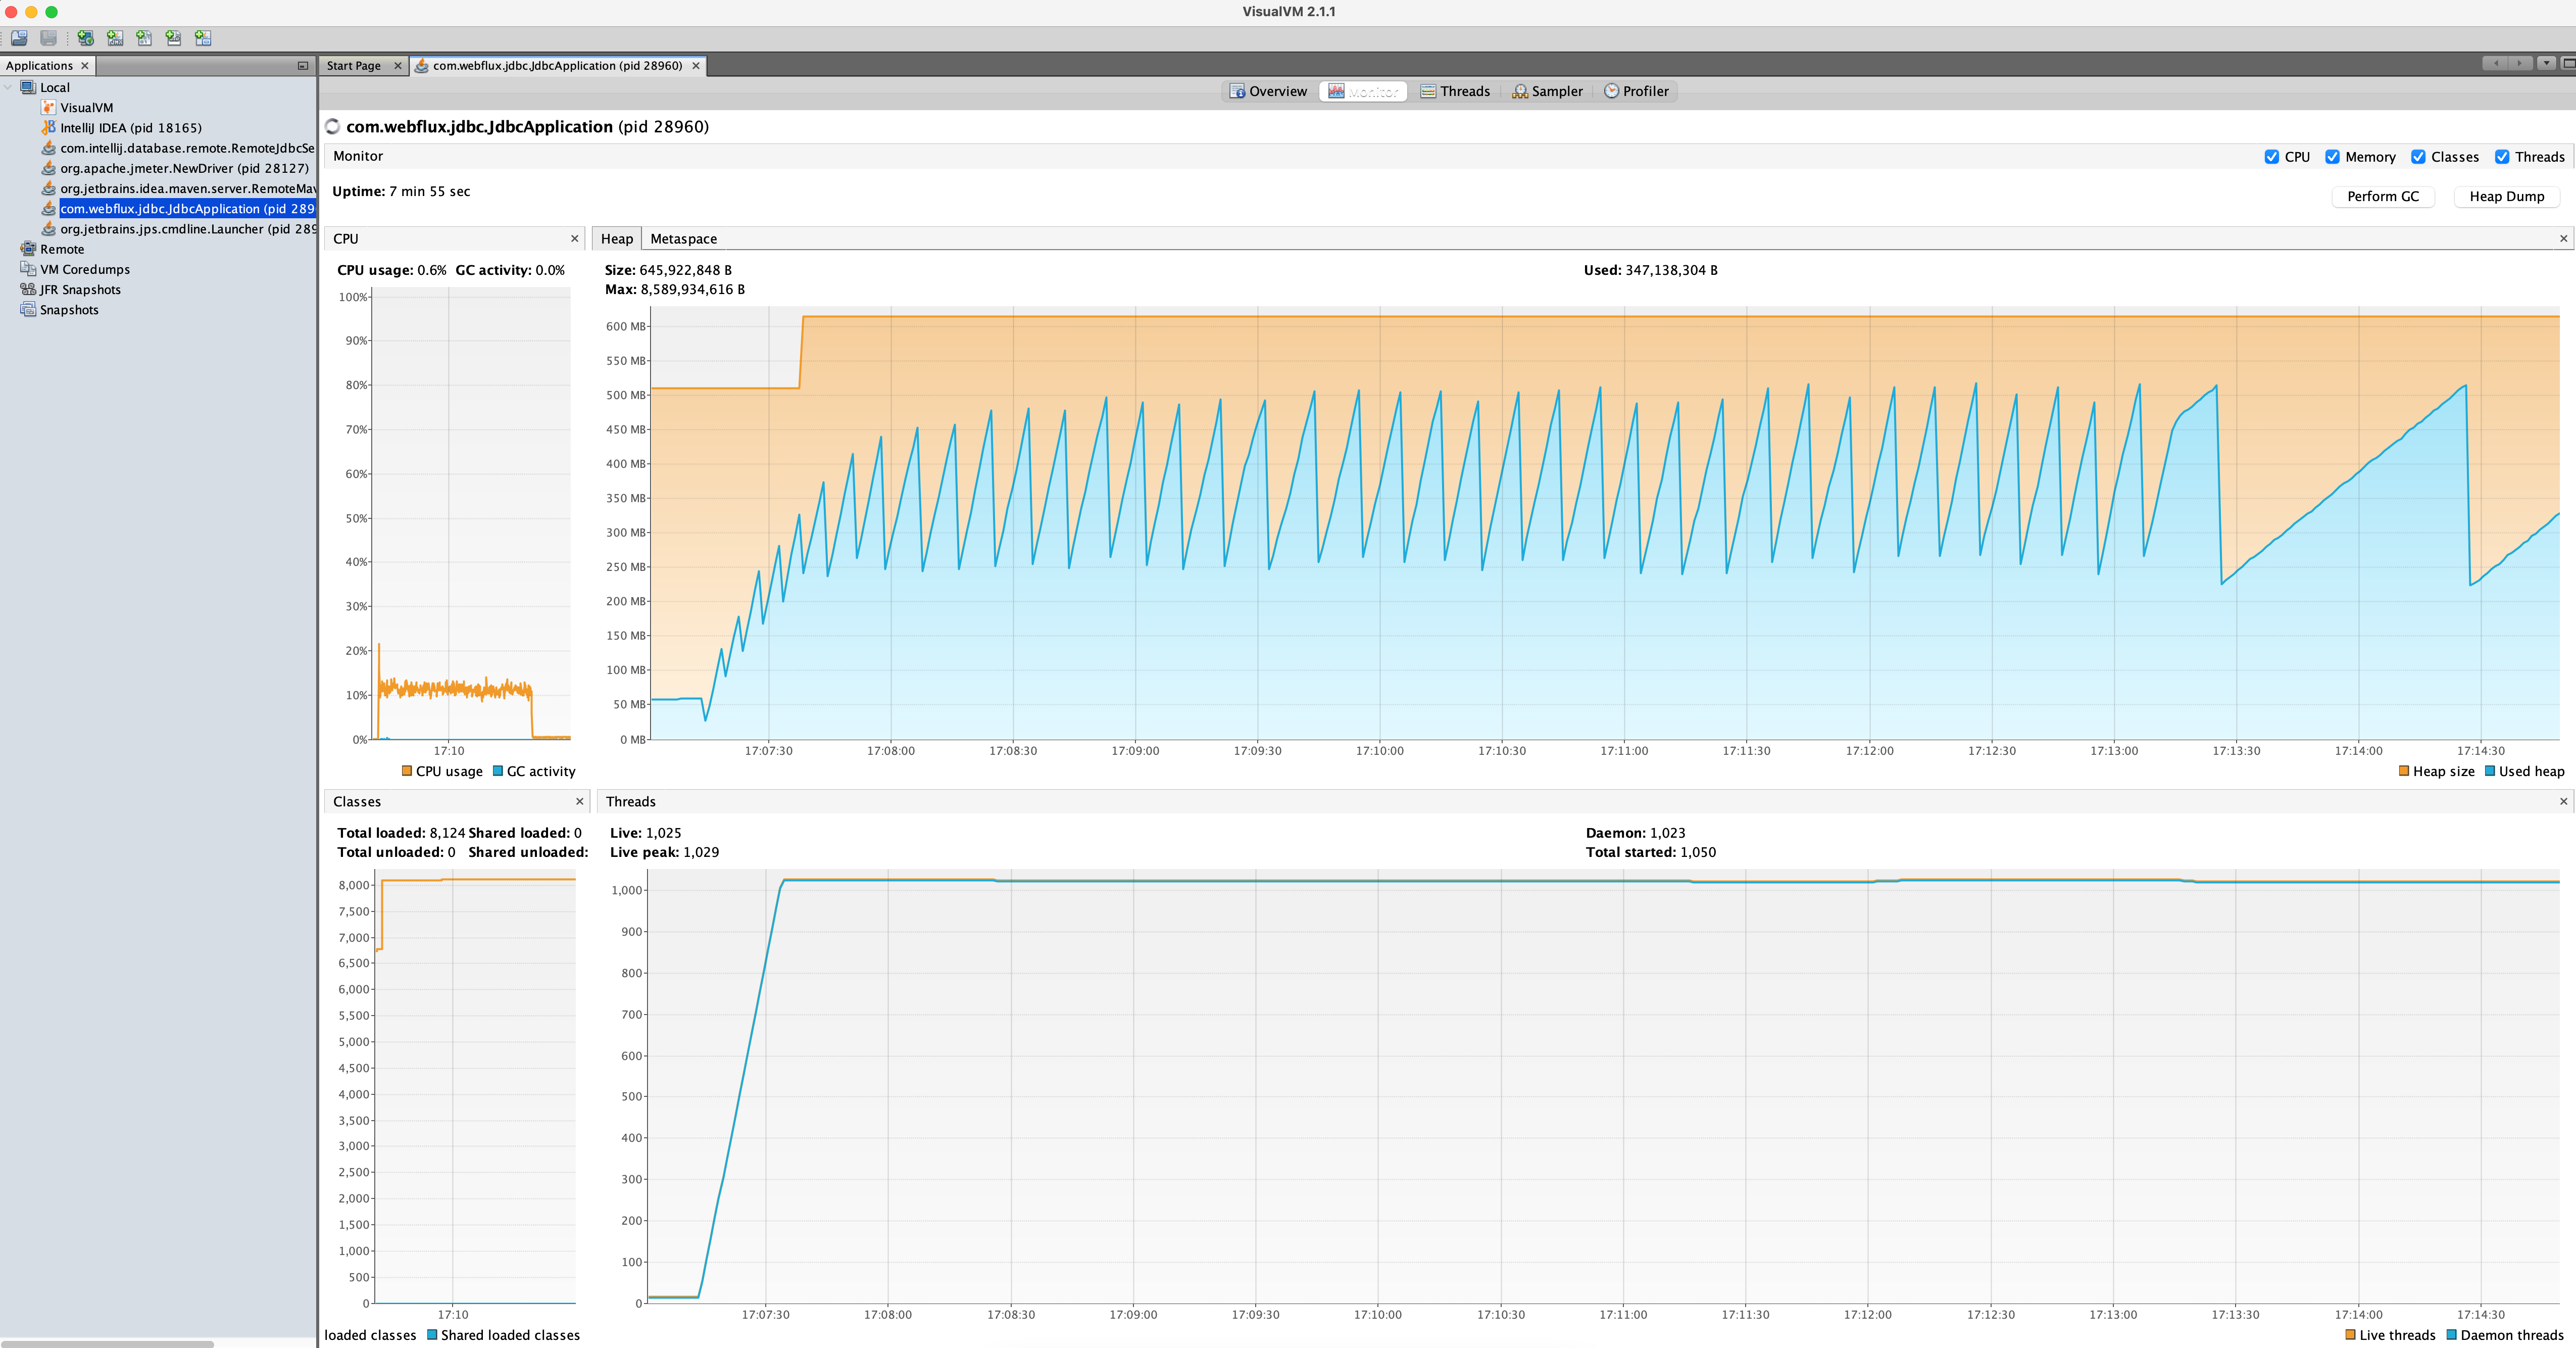 VisualVM 2.1.1
Applications
Start Page
com.webflux.jdbc.JdbcApplication (pid 28960)
Local
VisualVM
IntelliJ IDEA (pid 18165)
com.intellij.database.remote.RemoteJdbcSe
org.apache.jmeter.NewDriver (pid 28127)
org.jetbrains.idea.maven.server.RemoteMav
com.webflux.jdbc.JdbcApplication (pid 289
org.jetbrains.jps.cmdline.Launcher (pid 289
Remote
VM Coredumps
JFR Snapshots
Snapshots
Overview
Monitor
Threads
Sampler
Profiler
com.webflux.jdbc.JdbcApplication (pid 28960)
Monitor
CPU
Memory
Classes
Threads
Uptime: 7 min 55 sec
Perform GC
Heap Dump
CPU
CPU usage: 0.6% GC activity: 0.0%
100%
90%
80%
70%
60%
50%
40%
30%
20%
10%
0%
17:10
CPU usage GC activity
Heap Metaspace
Size: 645,922,848 B
Used: 347,138,304 B
Max: 8,589,934,616 B
600 MB
550 MB
500 MB
450 MB
400 MB
350 MB
300 MB
250 MB
200 MB
150 MB
100 MB
50 MB
0 MB
17:07:30 17:08:00 17:08:30 17:09:00 17:09:30 17:10:00 17:10:30 17:11:00 17:11:30 17:12:00 17:12:30 17:13:00 17:13:30 17:14:00 17:14:30
Heap size Used heap
Classes
Total loaded: 8,124 Shared loaded: 0
Total unloaded: 0 Shared unloaded:
8,000
7,500
7,000
6,500
6,000
5,500
5,000
4,500
4,000
3,500
3,000
2,500
2,000
1,500
1,000
500
0
17:10
loaded classes Shared loaded classes
Threads
Live: 1,025
Daemon: 1,023
Live peak: 1,029
Total started: 1,050
1,000
900
800
700
600
500
400
300
200
100
0
17:07:30 17:08:00 17:08:30 17:09:00 17:09:30 17:10:00 17:10:30 17:11:00 17:11:30 17:12:00 17:12:30 17:13:00 17:13:30 17:14:00 17:14:30
Live threads Daemon threads